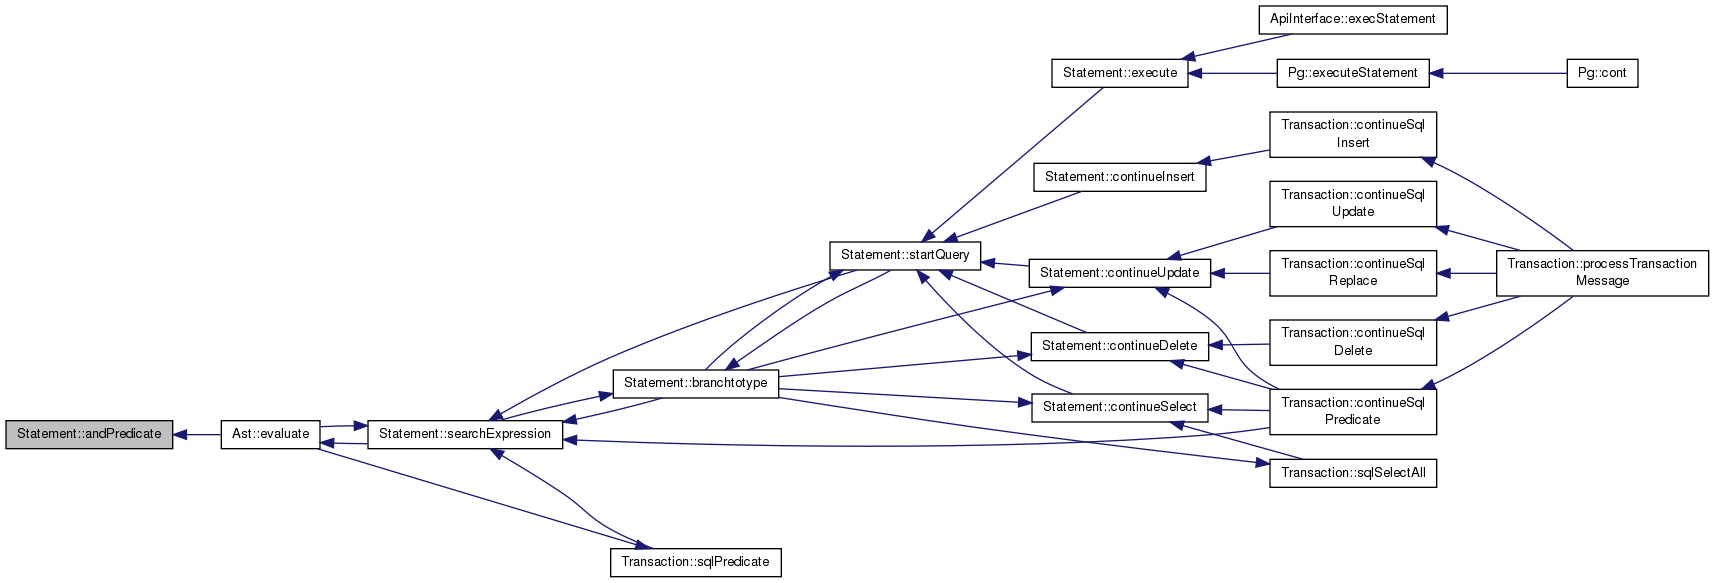 ApiInterface::execStatement
Statement::execute
Pg::executeStatement
Pg::cont
Transaction::continueSql
Insert
Statement::continueInsert
Transaction::continueSql
Update
Statement::startQuery
Statement::continueUpdate
Transaction::continueSql
Replace
Transaction::processTransaction
Message
Transaction::continueSql
Delete
Statement::continueDelete
Statement::branchtotype
Statement::continueSelect
Transaction::continueSql
Predicate
Statement::andPredicate
Ast::evaluate
Statement::searchExpression
Transaction::sqlSelectAll
Transaction::sqlPredicate